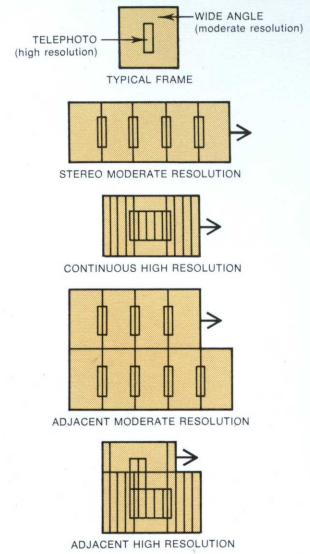 WIDE ANGLE
(moderate resolution)
TELEPHOTO
(high resolution)
TYPICAL FRAME
STEREO MODERATE RESOLUTION
CONTINUOUS HIGH RESOLUTION
ADJACENT MODERATE RESOLUTION
ADJACENT HIGH RESOLUTION